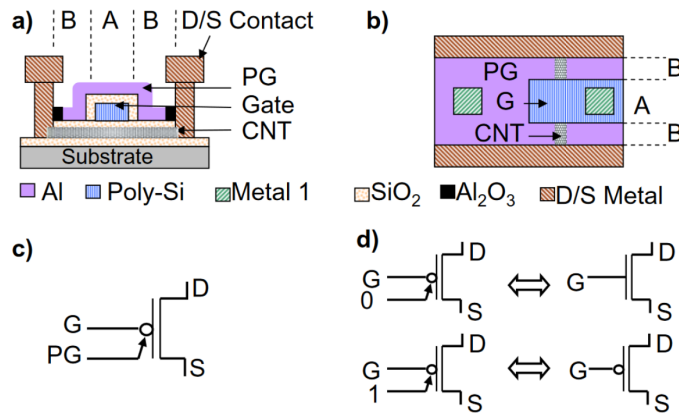 a)
B A B D/S Contact
PG
Gate
CNT
Substrate
b)
PG
G
CNT
B
A
B
Al Poly-Si Metal 1 SiO₂ Al₂O₃ D/S Metal
c)
D
G
PG
S
d)
D
G
0
S
D
G
S
D
G
1
S
D
G
S